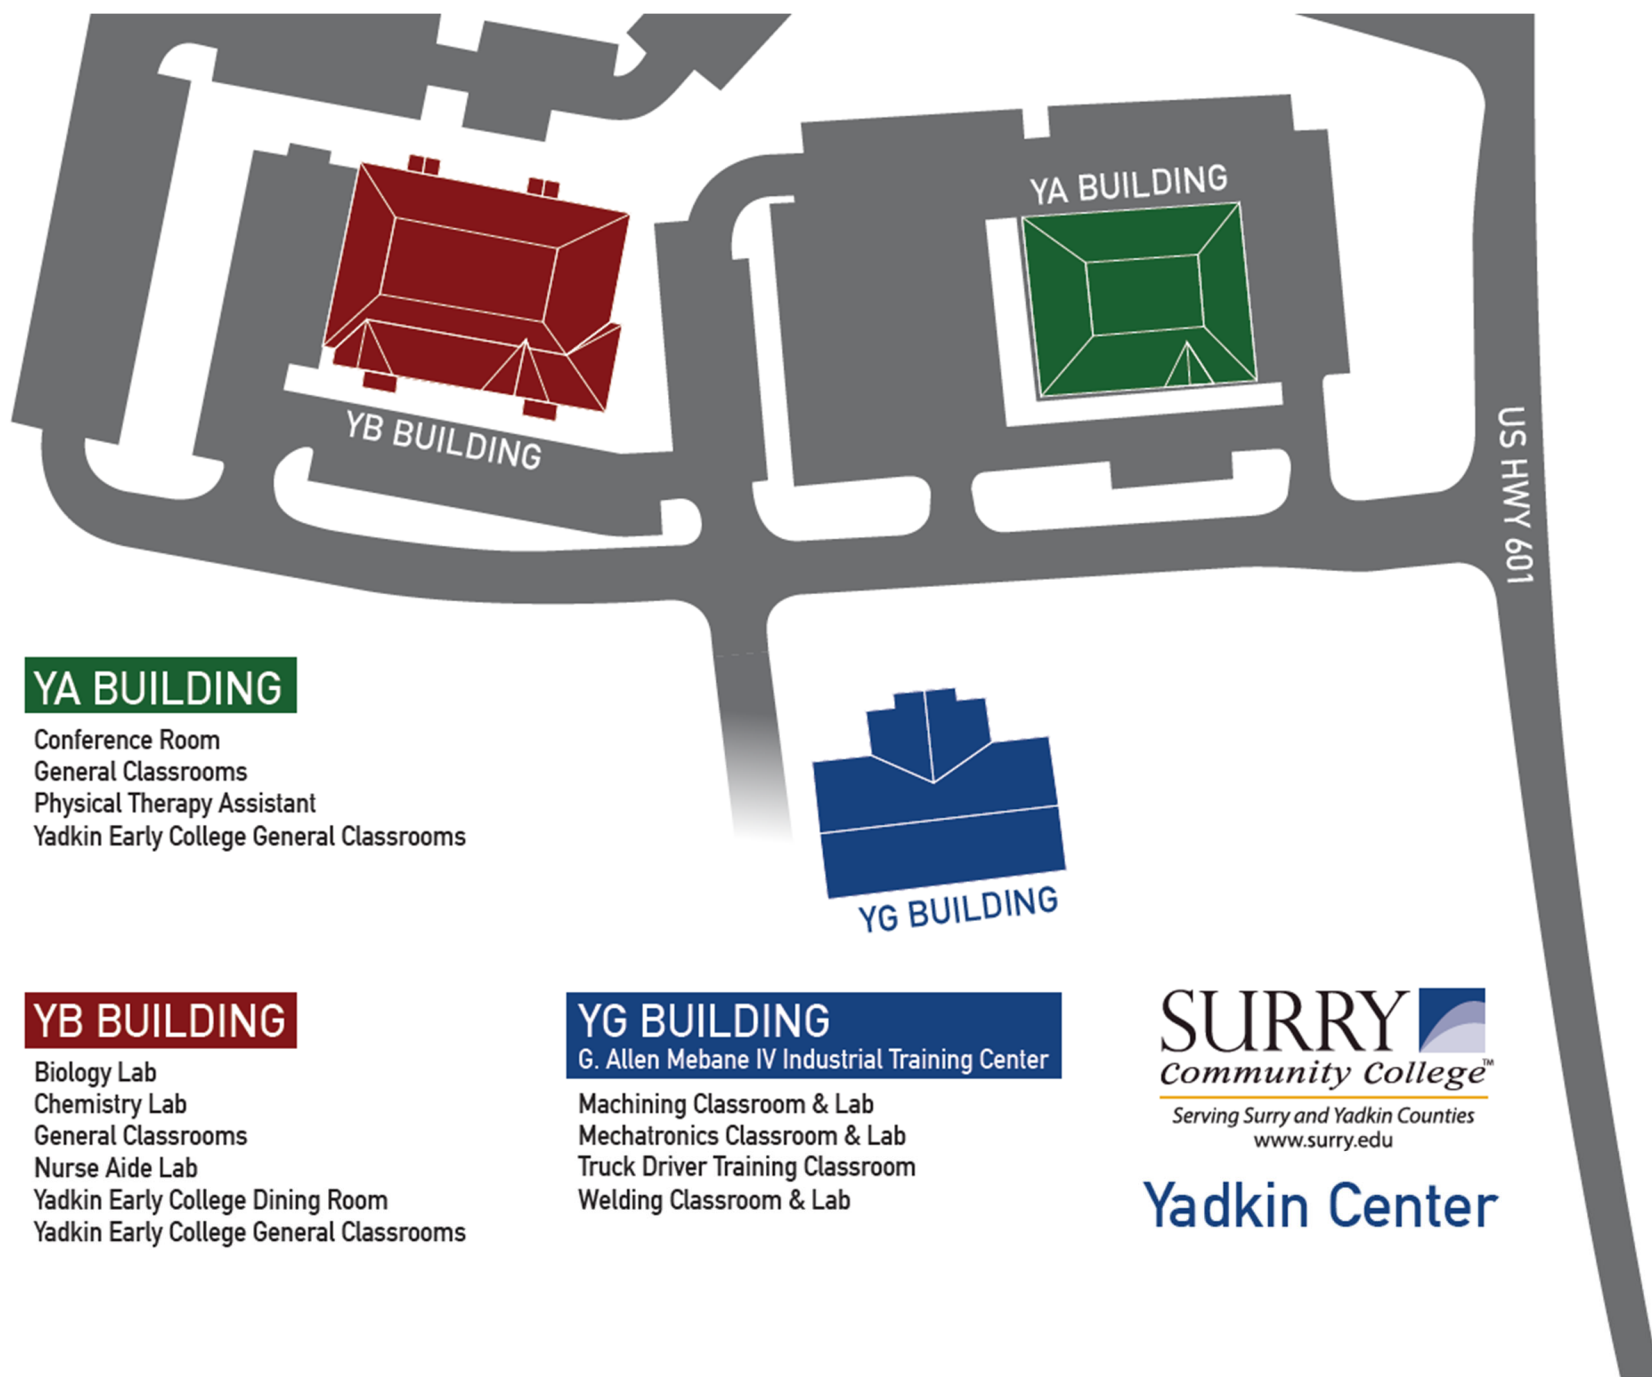 YA BUILDING
YB BUILDING
US HWY 601
YA BUILDING
Conference Room
General Classrooms
Physical Therapy Assistant
Yadkin Early College General Classrooms
YG BUILDING
YB BUILDING
Biology Lab
Chemistry Lab
General Classrooms
Nurse Aide Lab
Yadkin Early College Dining Room
Yadkin Early College General Classrooms
YG BUILDING
G. Allen Mebane IV Industrial Training Center
Machining Classroom & Lab
Mechatronics Classroom & Lab
Truck Driver Training Classroom
Welding Classroom & Lab
SURRY
Community College™
Serving Surry and Yadkin Counties
www.surry.edu
Yadkin Center